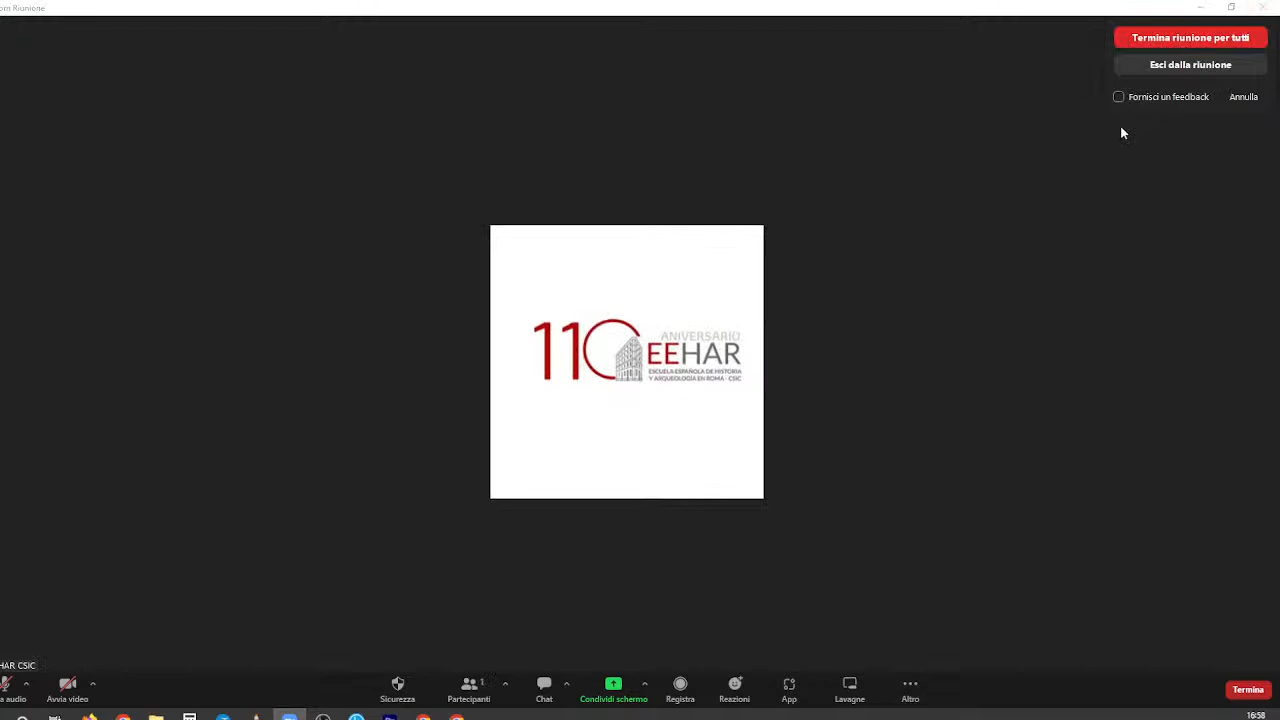 om Riunione
Termina riunione per tutti
Esci dalla riunione
Fornisci un feedback Annulla
110
ANIVERSARIO
EEHAR
ESCUELA ESPAÑOLA DE HISTORIA
Y ARQUEOLOGÍA EN ROMA - CSIC
HAR CSIC
a audio Avvia video Sicurezza Partecipanti 1 Chat Condividi schermo Registra Reazioni App Lavagne Altro Termina
16:58